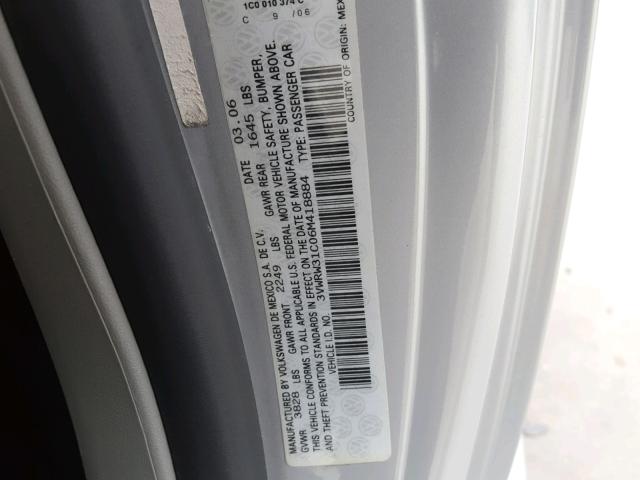 1C0 010 374 C
C 9 /06
MANUFACTURED BY VOLKSWAGEN DE MEXICO S.A. DE C.V. DATE 03.06
GVWR 3828 LBS GAWR FRONT 2249 LBS GAWR REAR 1645 LBS
THIS VEHICLE CONFORMS TO ALL APPLICABLE U.S. FEDERAL MOTOR VEHICLE SAFETY, BUMPER,
AND THEFT PREVENTION STANDARDS IN EFFECT ON THE DATE OF MANUFACTURE SHOWN ABOVE.
VEHICLE I.D. NO. 3VWRW31C06M418884 TYPE: PASSENGER CAR
COUNTRY OF ORIGIN: MEX